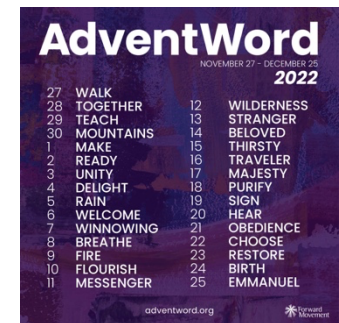 AdventWord
NOVEMBER 27 - DECEMBER 25
2022
27 WALK
28 TOGETHER
29 TEACH
30 MOUNTAINS
1 MAKE
2 READY
3 UNITY
4 DELIGHT
5 RAIN
6 WELCOME
7 WINNOWING
8 BREATHE
9 FIRE
10 FLOURISH
11 MESSENGER
12 WILDERNESS
13 STRANGER
14 BELOVED
15 THIRSTY
16 TRAVELER
17 MAJESTY
18 PURIFY
19 SIGN
20 HEAR
21 OBEDIENCE
22 CHOOSE
23 RESTORE
24 BIRTH
25 EMMANUEL
adventword.org
Forward
Movement